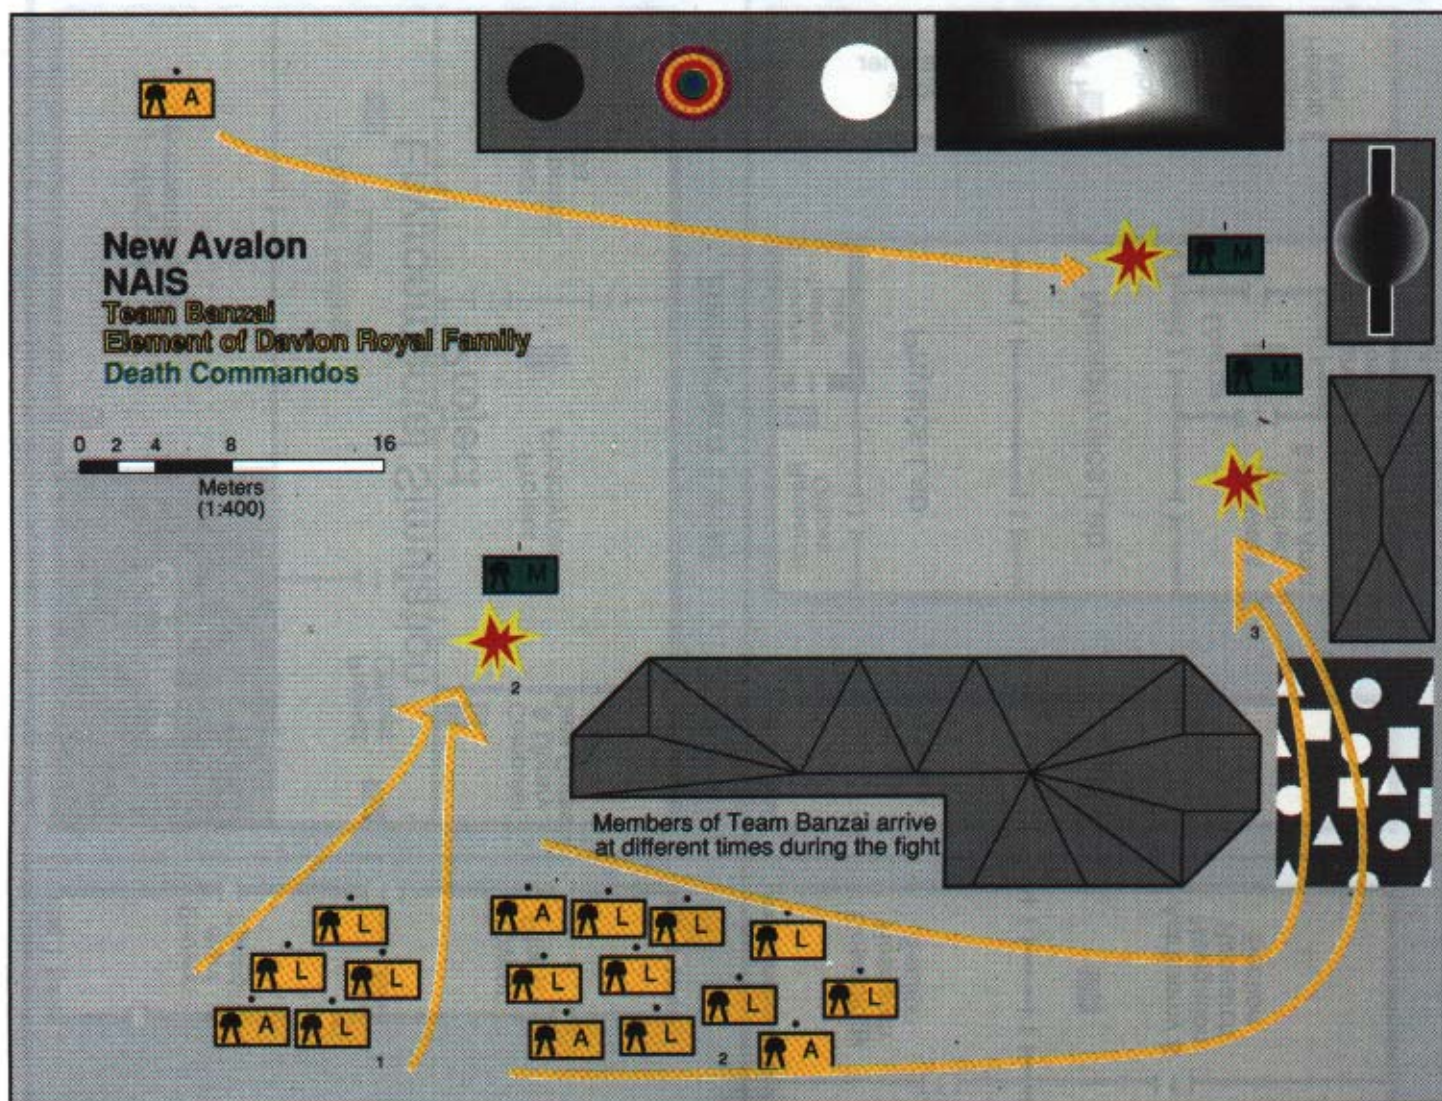 A
New Avalon
NAIS
Team Banzai
Element of Davion Royal Family
Death Commandos
0 2 4 8 16
Meters
(1:400)
1
M
M
M
2
3
Members of Team Banzai arrive
at different times during the fight
L
L
L
A
L
1
A
L
L
L
L
L
L
L
A
L
2
A